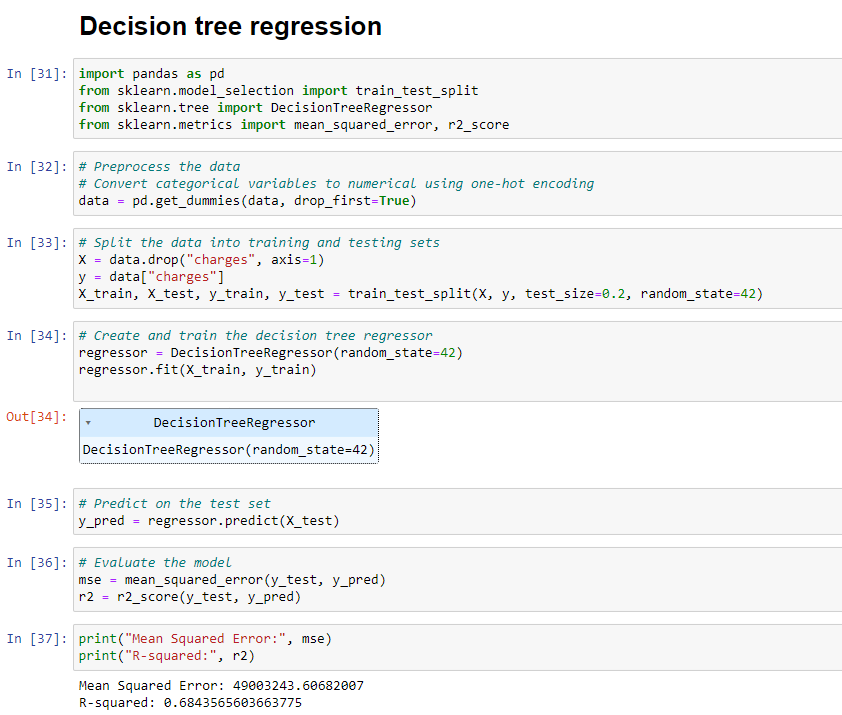 Decision tree regression
In [31]:
import pandas as pd
from sklearn.model_selection import train_test_split
from sklearn.tree import DecisionTreeRegressor
from sklearn.metrics import mean_squared_error, r2_score
In [32]:
# Preprocess the data
# Convert categorical variables to numerical using one-hot encoding
data = pd.get_dummies(data, drop_first=True)
In [33]:
# Split the data into training and testing sets
X = data.drop("charges", axis=1)
y = data["charges"]
X_train, X_test, y_train, y_test = train_test_split(X, y, test_size=0.2, random_state=42)
In [34]:
# Create and train the decision tree regressor
regressor = DecisionTreeRegressor(random_state=42)
regressor.fit(X_train, y_train)
Out[34]:
DecisionTreeRegressor
DecisionTreeRegressor(random_state=42)
In [35]:
# Predict on the test set
y_pred = regressor.predict(X_test)
In [36]:
# Evaluate the model
mse = mean_squared_error(y_test, y_pred)
r2 = r2_score(y_test, y_pred)
In [37]:
print("Mean Squared Error:", mse)
print("R-squared:", r2)
Mean Squared Error: 49003243.60682007
R-squared: 0.6843565603663775